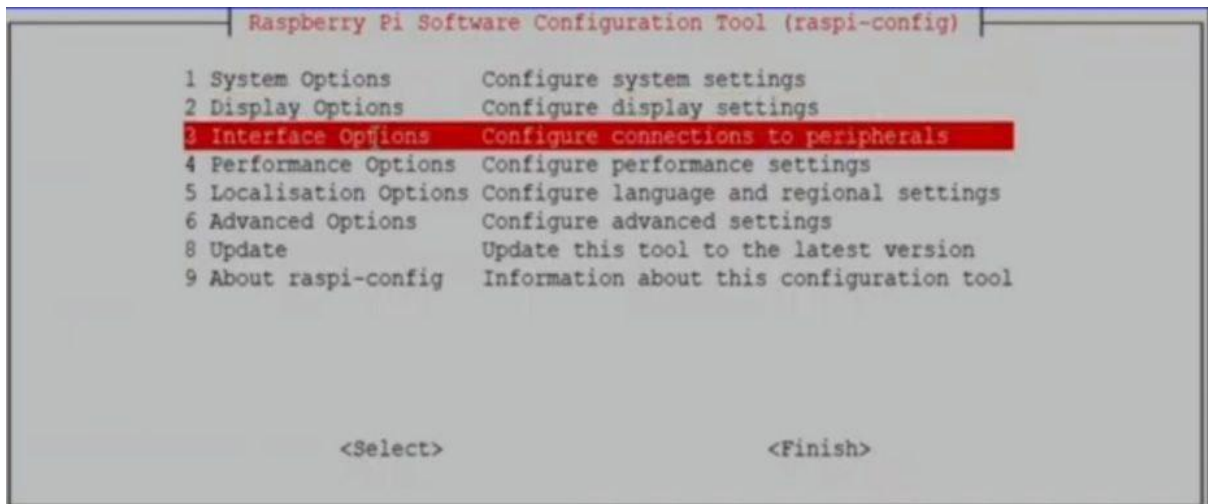 Raspberry Pi Software Configuration Tool (raspi-config)
1 System Options Configure system settings
2 Display Options Configure display settings
3 Interface Options Configure connections to peripherals
4 Performance Options Configure performance settings
5 Localisation Options Configure language and regional settings
6 Advanced Options Configure advanced settings
8 Update Update this tool to the latest version
9 About raspi-config Information about this configuration tool
<Select> <Finish>